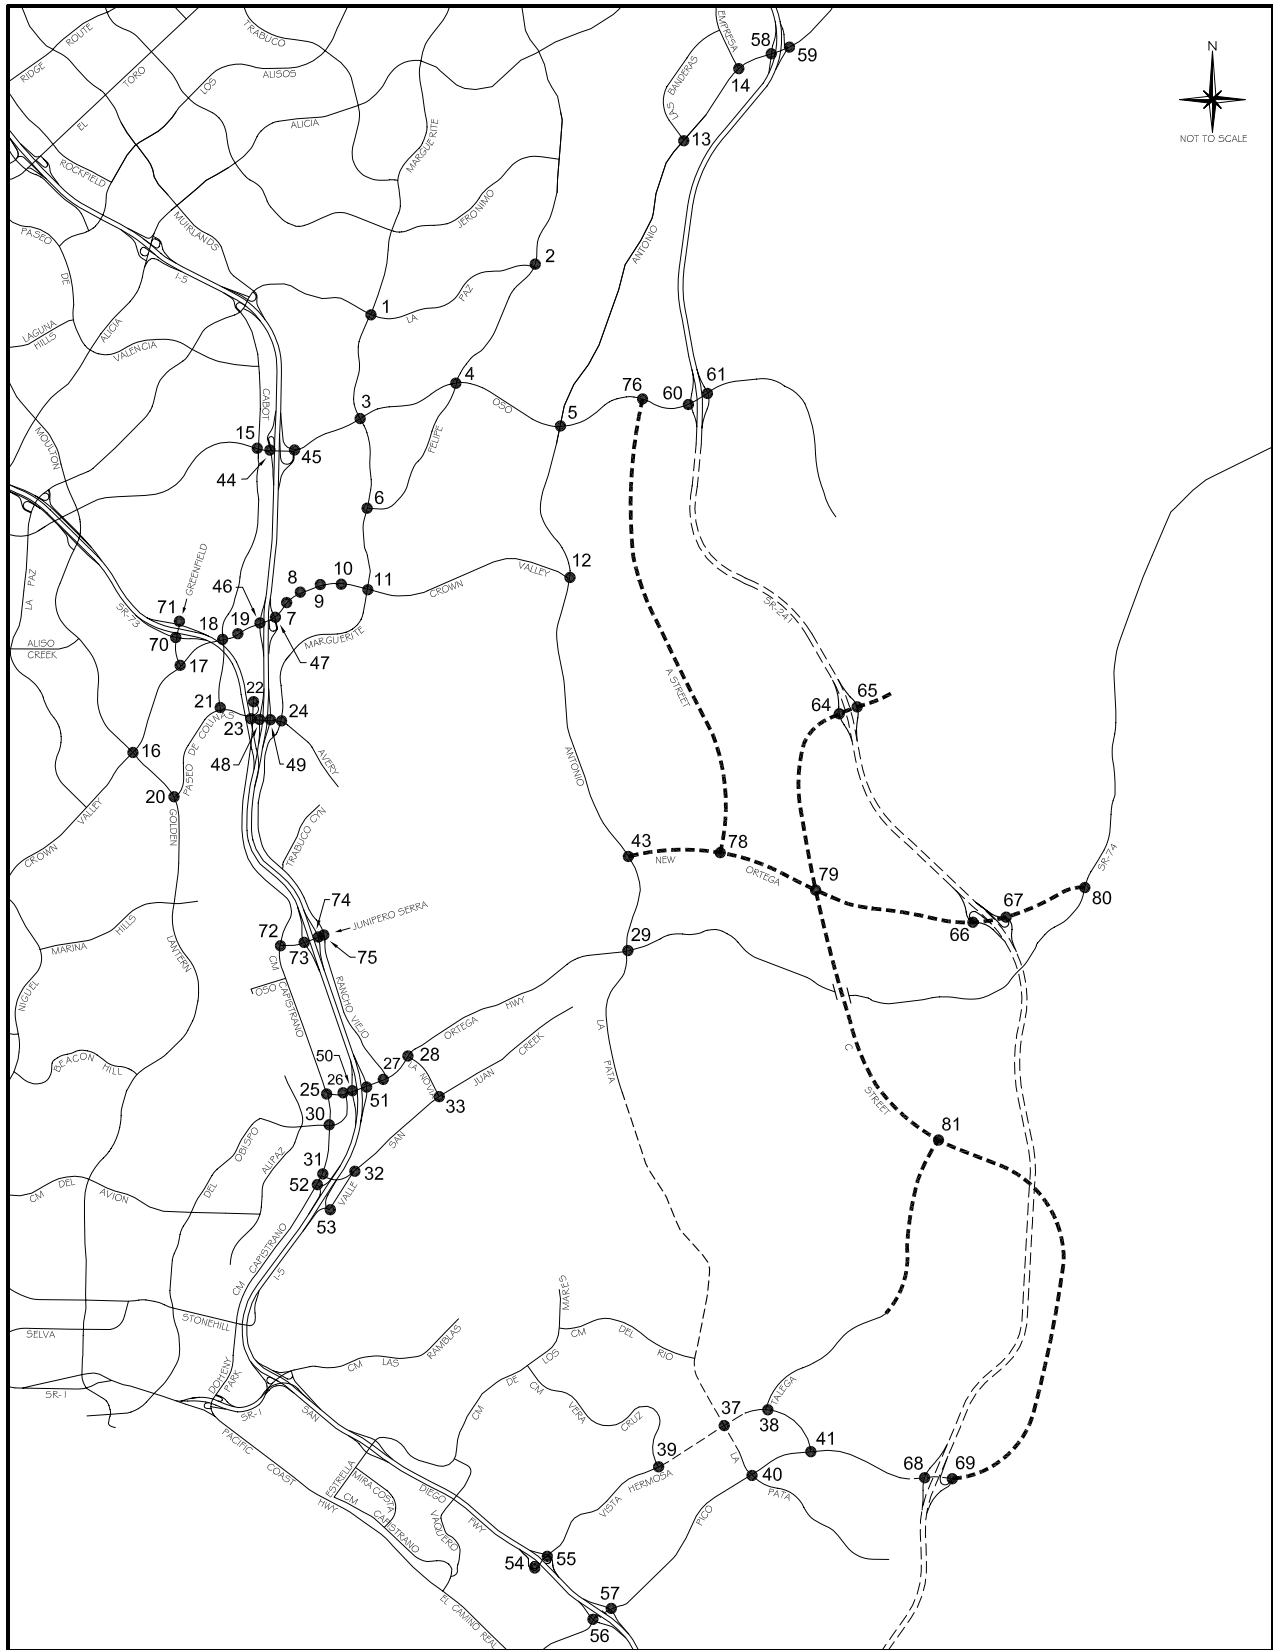 TRABUCO
EMPRESA
58
59
14
RIDGE ROUTE
EL TORO
LOS ALISOS
LAS BANDERAS
N
NOT TO SCALE
ALICIA
MARGUERITE
13
ROCKFIELD
MUIRLANDS
JERONIMO
ANTONIO
PASEO DE VALENCIA
I-5
2
1
LA PAZ
LAGUNA HILLS
ALICIA
CABOT
4
3
OSO
5
76
60
61
FELIPE
MOULTON
15
44
45
6
GREENFIELD
12
VALLEY
CROWN
46
8
9
10
11
LA PAZ
SR-73
71
70
18
19
7
MARGUERITE
47
SR-241
ALISO CREEK
17
A STREET
22
21
23
24
64
65
PASEO DE COLINAS
48
49
AVERY
ANTONIO
16
20
GOLDEN LANTERN
CROWN VALLEY
TRABUCO CYN
43
NEW ORTEGA
78
79
SR-74
80
67
66
74
JUNIPERO SERRA
72
73
75
29
MARINA HILLS
CM CAPISTRANO
OSO
RANCHO VIEJO
ORTEGA HWY
NIGUEL
LA PATA
C STREET
BEACON HILL
50
27
28
26
25
51
LA NOVIA
SAN JUAN CREEK
33
30
81
DEL OBISPO
ALIPAZ
31
32
52
VALLE
53
CM DEL AVION
CM CAPISTRANO
I-5
STONEHILL
SELVA
CM LAS RAMBLAS
CM DE LOS MARES
CM DEL RIO
DOHENY PARK
SR-1
SR-1
CM VERA CRUZ
TALEGA
37
38
39
LA PATA
40
41
68
69
SAN DIEGO FWY
PACIFIC COAST HWY
ESTRELLA
MIRA COSTA
CM CAPISTRANO
VAQUERO
VISTA HERMOSA
PICO
54
55
57
56
EL CAMINO REAL